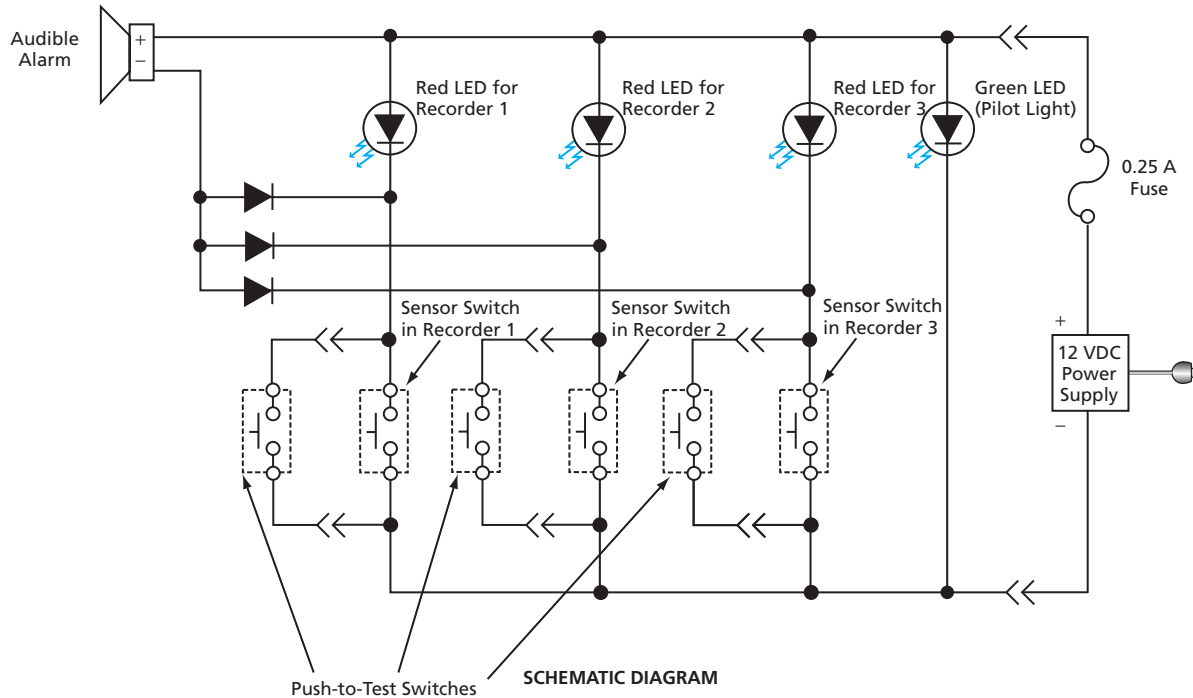 Audible
Alarm
+
−
Red LED for
Recorder 1
Red LED for
Recorder 2
Red LED for
Recorder 3
Green LED
(Pilot Light)
0.25 A
Fuse
Sensor Switch
in Recorder 1
Sensor Switch
in Recorder 2
Sensor Switch
in Recorder 3
+
12 VDC
Power
Supply
−
Push-to-Test Switches
SCHEMATIC DIAGRAM